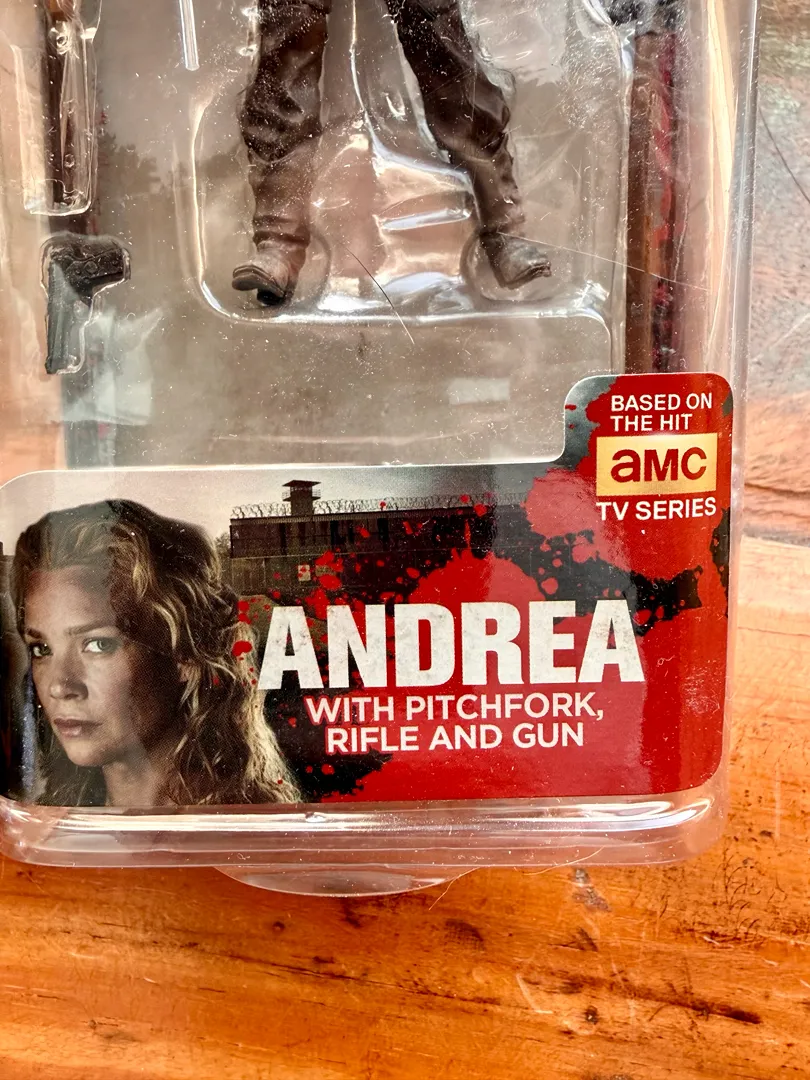 BASED ON
THE HIT
aMC
TV SERIES
ANDREA
WITH PITCHFORK,
RIFLE AND GUN